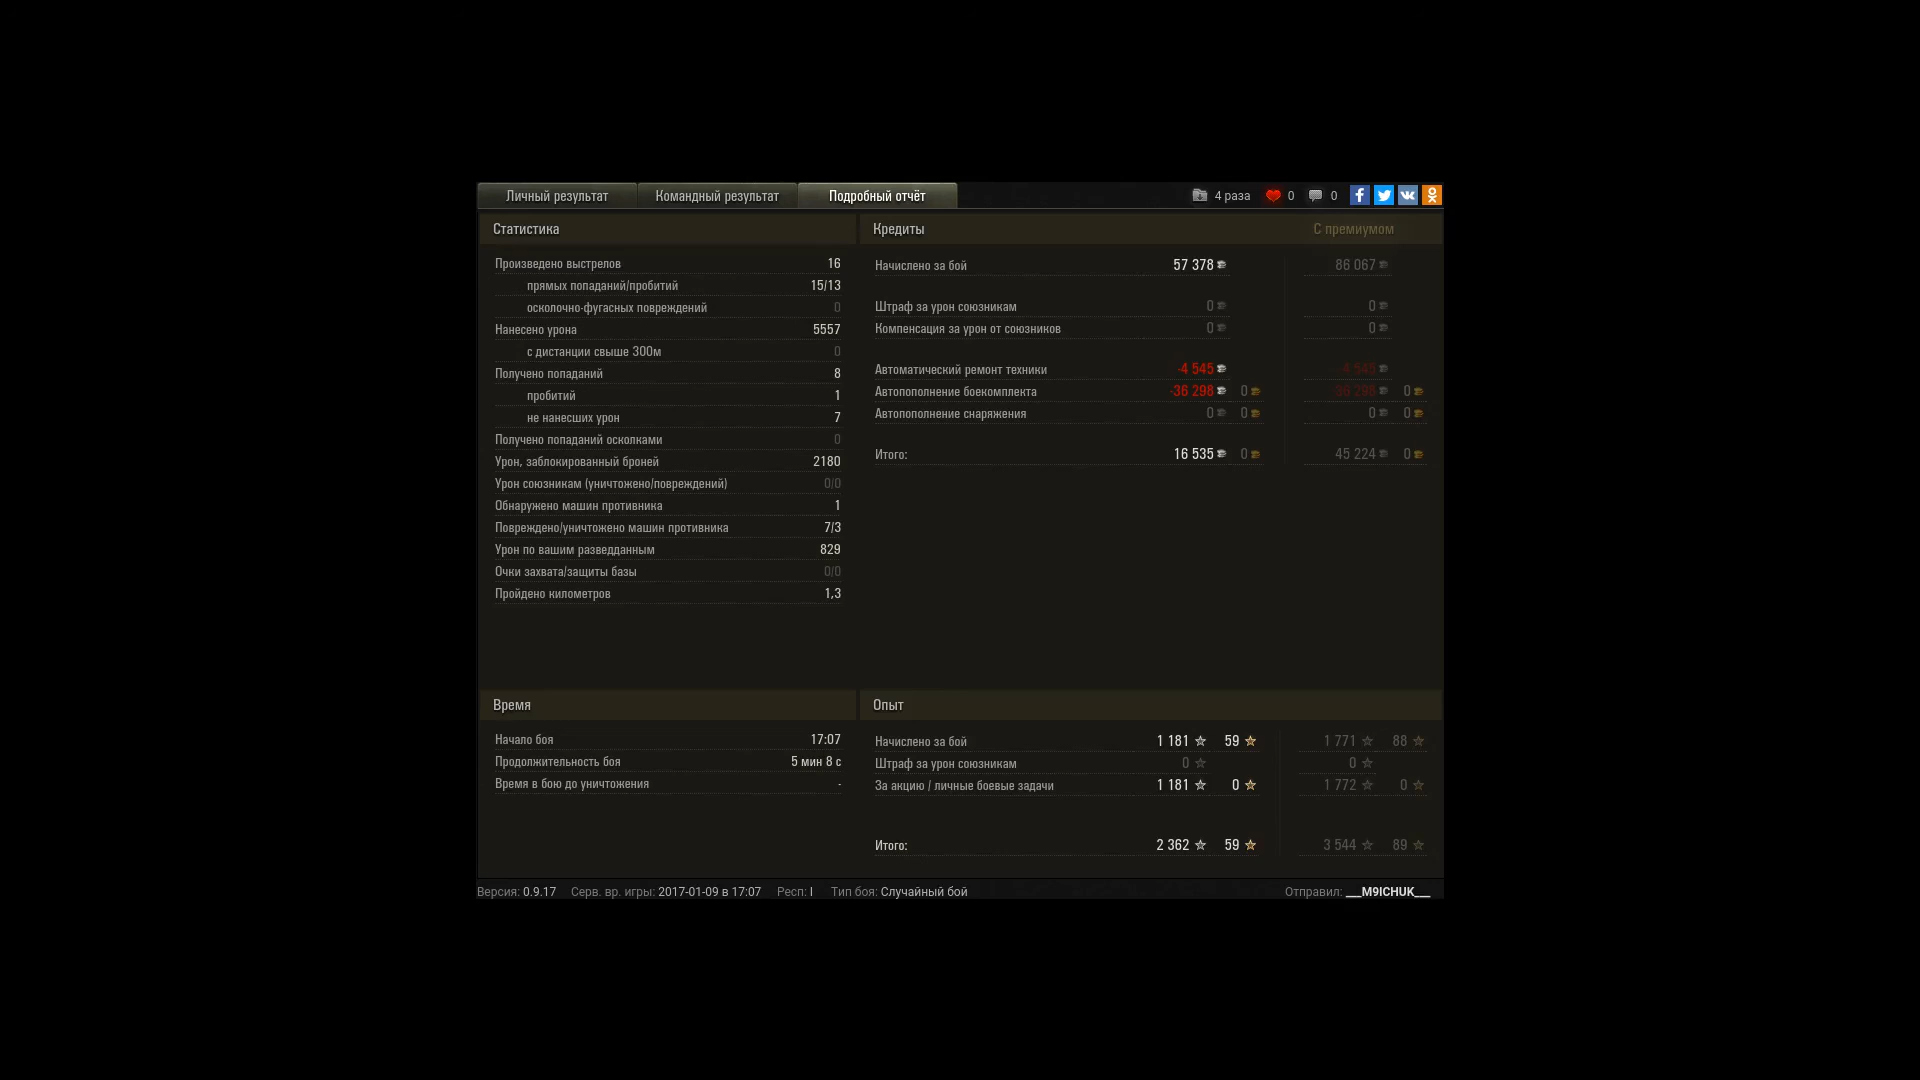 Личный результат Командный результат Подробный отчёт 4 раза 0 0
Статистика
Произведено выстрелов 16
прямых попаданий/пробитий 15/13
осколочно-фугасных повреждений 0
Нанесено урона 5557
с дистанции свыше 300м 0
Получено попаданий 8
пробитий 1
не нанесших урон 7
Получено попаданий осколками 0
Урон, заблокированный броней 2180
Урон союзникам (уничтожено/повреждений) 0/0
Обнаружено машин противника 1
Повреждено/уничтожено машин противника 7/3
Урон по вашим разведданным 829
Очки захвата/защиты базы 0/0
Пройдено километров 1,3
Кредиты С премиумом
Начислено за бой 57 378 86 067
Штраф за урон союзникам 0 0
Компенсация за урон от союзников 0 0
Автоматический ремонт техники -4 545 -4 545
Автопополнение боекомплекта -36 298 0 -36 298 0
Автопополнение снаряжения 0 0 0 0
Итого: 16 535 0 45 224 0
Время
Начало боя 17:07
Продолжительность боя 5 мин 8 с
Время в бою до уничтожения -
Опыт
Начислено за бой 1 181 59 1 771 88
Штраф за урон союзникам 0 0
За акцию / личные боевые задачи 1 181 0 1 772 0
Итого: 2 362 59 3 544 89
Версия: 0.9.17 Серв. вр. игры: 2017-01-09 в 17:07 Респ: I Тип боя: Случайный бой Отправил: ___M9ICHUK___